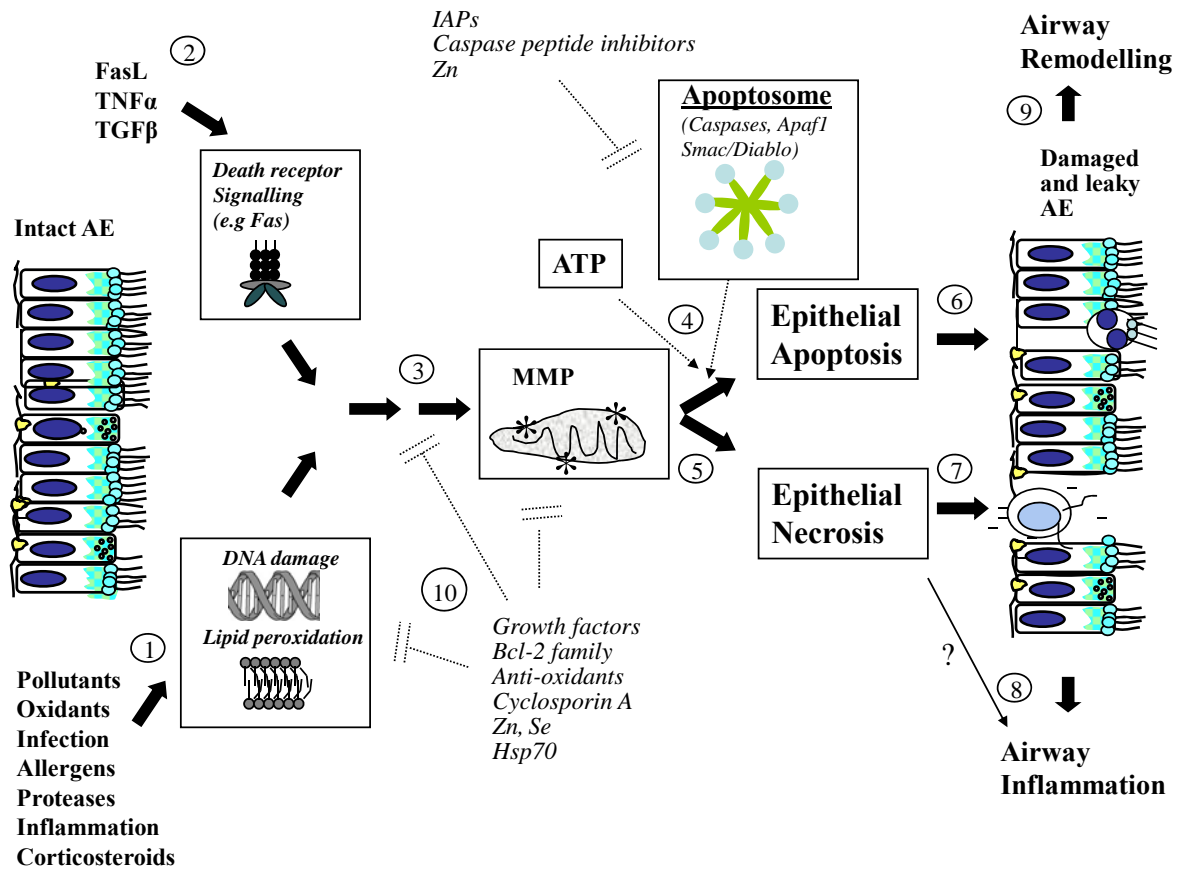 2
FasL
TNFα
TGFβ
IAPs
Caspase peptide inhibitors
Zn
Apoptosome
(Caspases, Apaf1
Smac/Diablo)
Airway
Remodelling
9
Damaged
and leaky
AE
Death receptor
Signalling
(e.g Fas)
Intact AE
ATP
4
Epithelial
Apoptosis
6
3
MMP
5
Epithelial
Necrosis
7
DNA damage
Lipid peroxidation
10
Growth factors
Bcl-2 family
Anti-oxidants
Cyclosporin A
Zn, Se
Hsp70
1
Pollutants
Oxidants
Infection
Allergens
Proteases
Inflammation
Corticosteroids
?
8
Airway
Inflammation